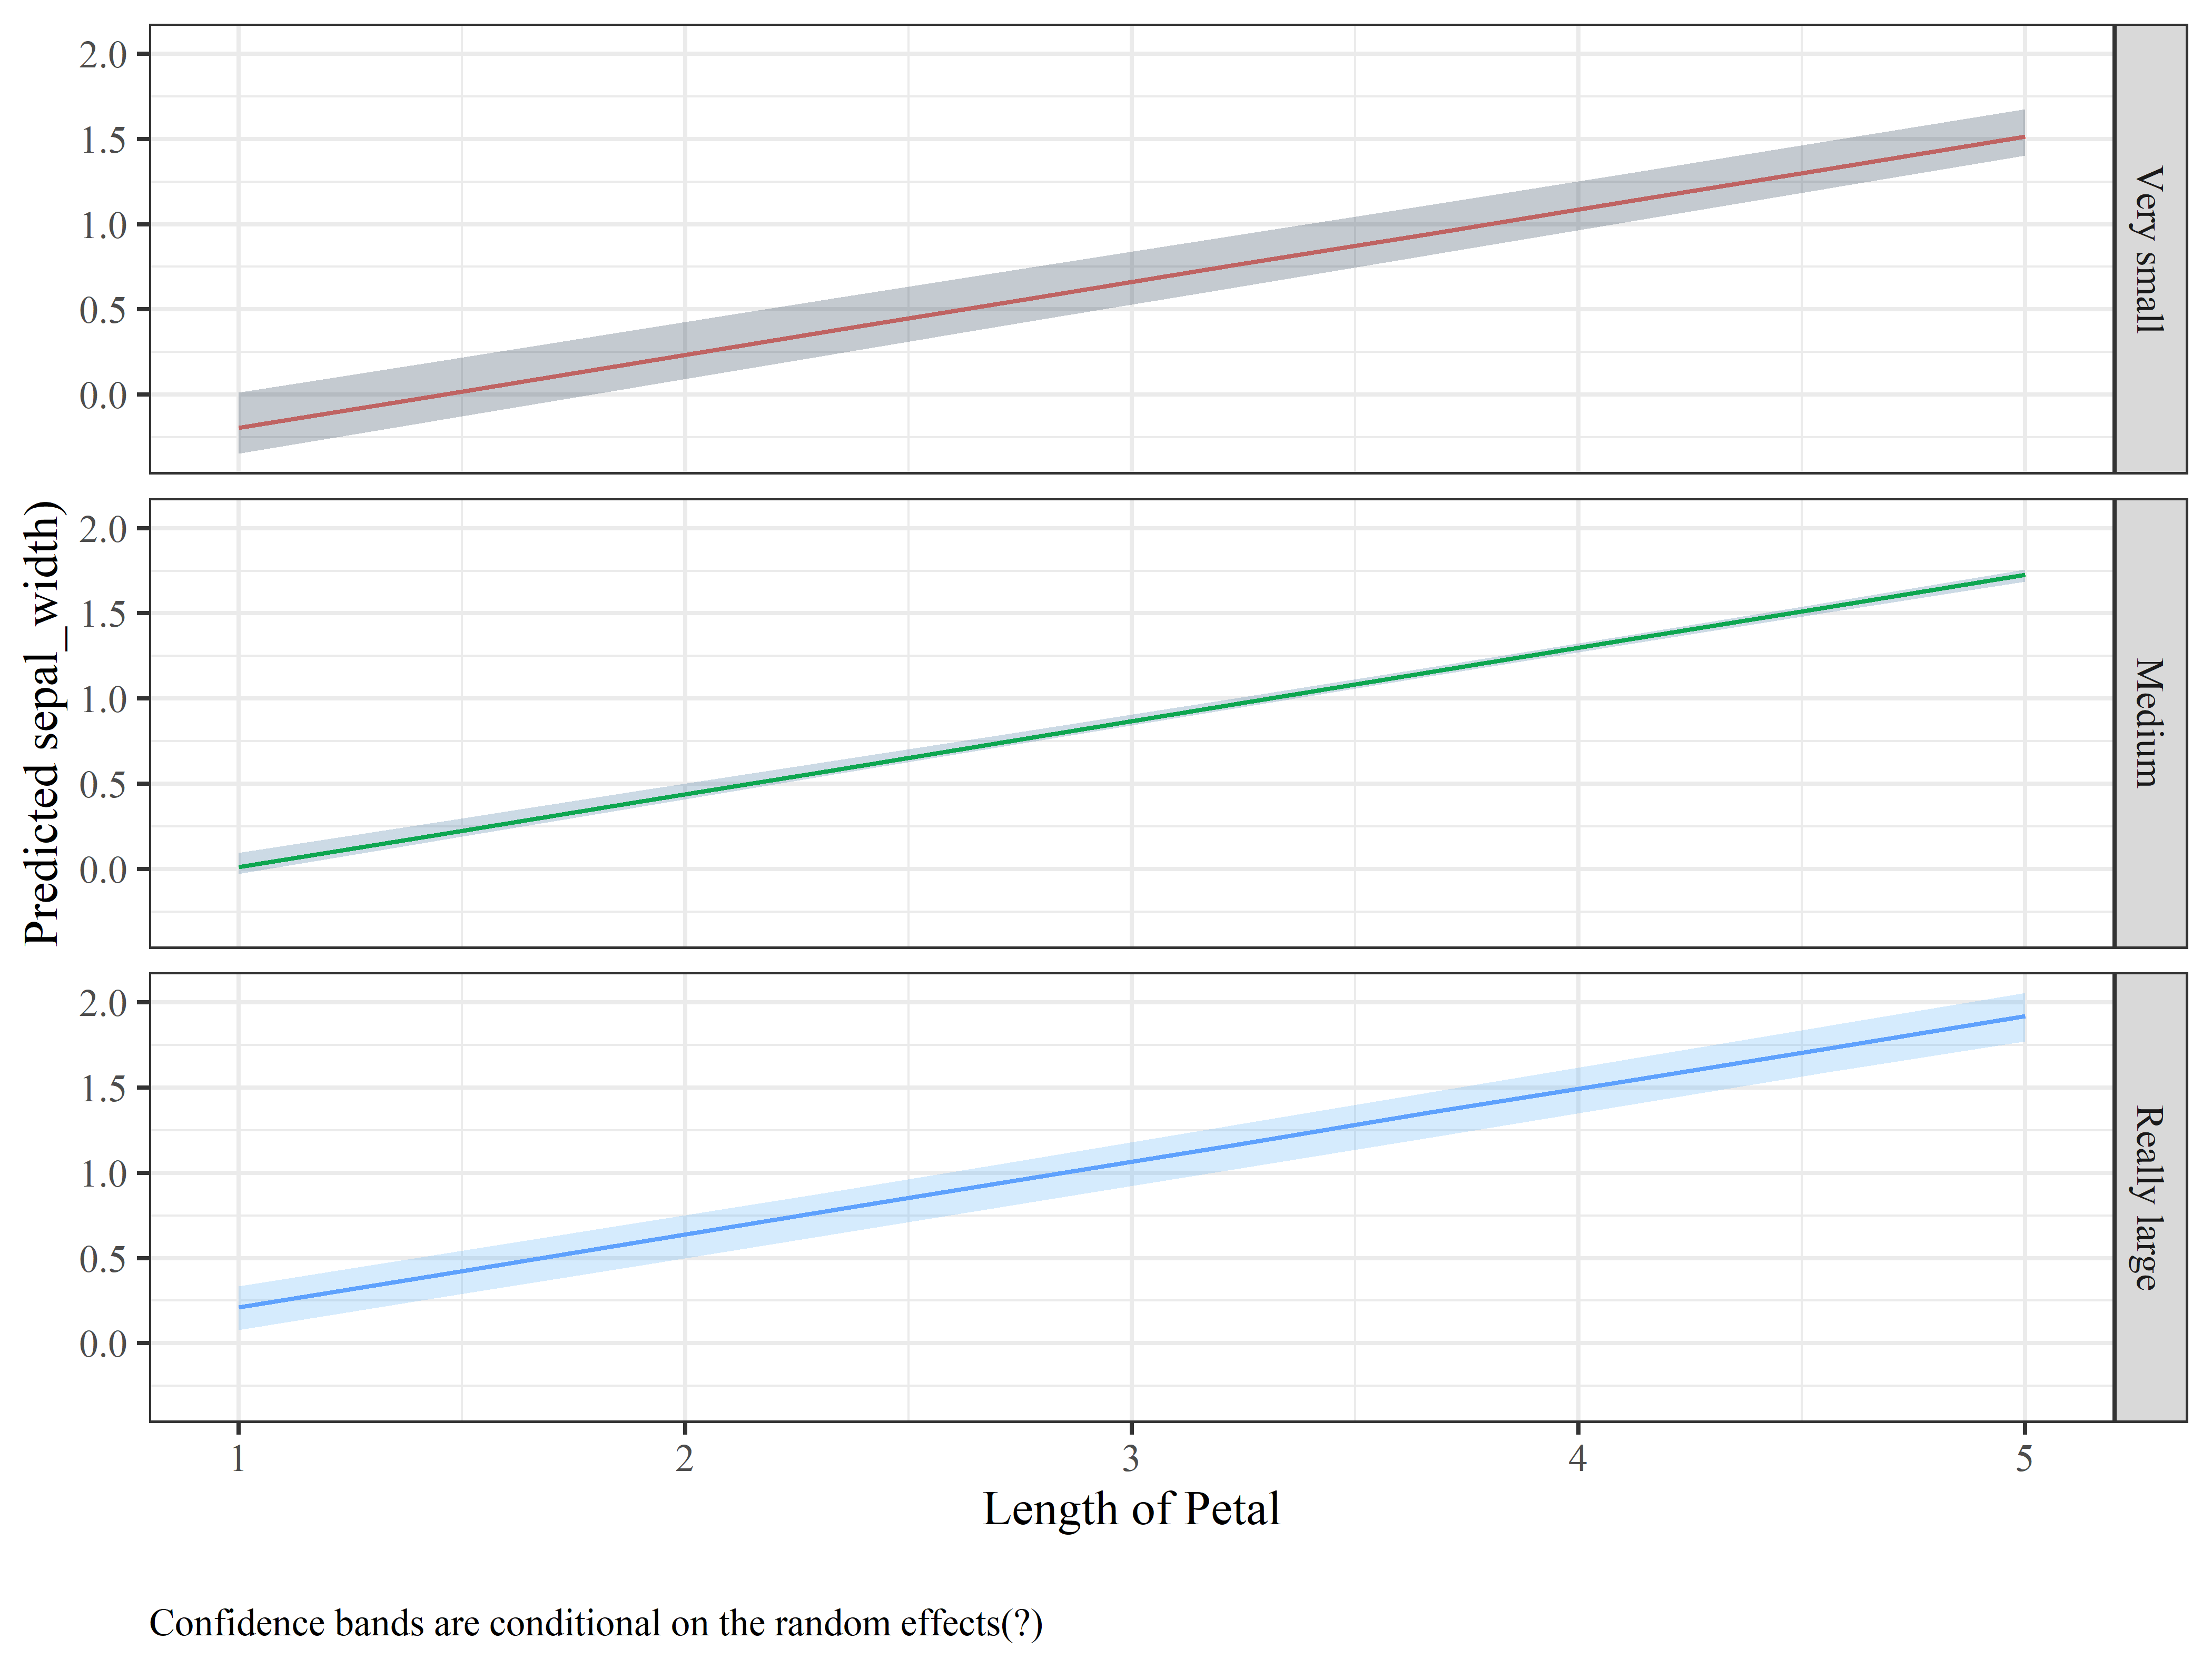 2.0
1.5
1.0
0.5
0.0
Very small
2.0
1.5
1.0
0.5
0.0
Medium
2.0
1.5
1.0
0.5
0.0
Really large
Predicted sepal_width)
1 2 3 4 5
Length of Petal
Confidence bands are conditional on the random effects(?)